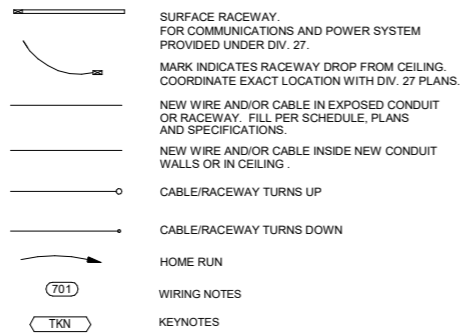 SURFACE RACEWAY.
FOR COMMUNICATIONS AND POWER SYSTEM
PROVIDED UNDER DIV. 27.
MARK INDICATES RACEWAY DROP FROM CEILING.
COORDINATE EXACT LOCATION WITH DIV. 27 PLANS.
NEW WIRE AND/OR CABLE IN EXPOSED CONDUIT
OR RACEWAY. FILL PER SCHEDULE, PLANS
AND SPECIFICATIONS.
NEW WIRE AND/OR CABLE INSIDE NEW CONDUIT
WALLS OR IN CEILING .
CABLE/RACEWAY TURNS UP
CABLE/RACEWAY TURNS DOWN
HOME RUN
701 WIRING NOTES
TKN KEYNOTES